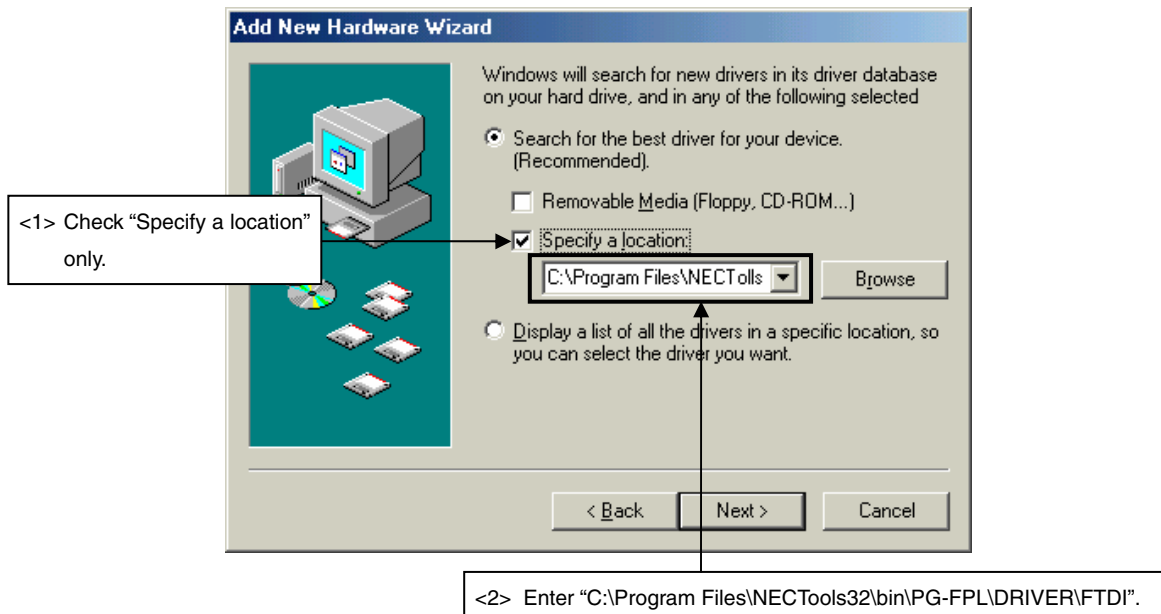 Add New Hardware Wizard
Windows will search for new drivers in its driver database
on your hard drive, and in any of the following selected
Search for the best driver for your device.
(Recommended).
Removable Media (Floppy, CD-ROM...)
<1> Check “Specify a location”
only.
Specify a location:
C:\Program Files\NECTolls
Browse
Display a list of all the drivers in a specific location, so
you can select the driver you want.
< Back
Next >
Cancel
<2> Enter “C:\Program Files\NECTools32\bin\PG-FPL\DRIVER\FTDI”.